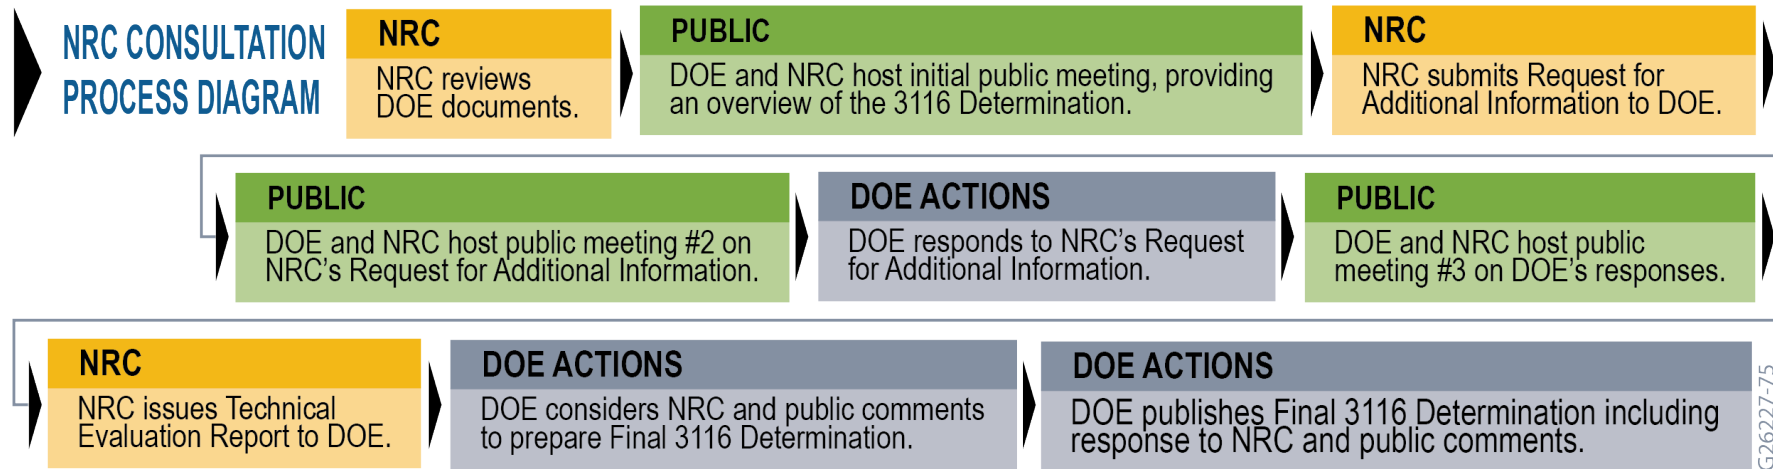 NRC CONSULTATION
PROCESS DIAGRAM
NRC
NRC reviews
DOE documents.
PUBLIC
DOE and NRC host initial public meeting, providing
an overview of the 3116 Determination.
NRC
NRC submits Request for
Additional Information to DOE.
PUBLIC
DOE and NRC host public meeting #2 on
NRC’s Request for Additional Information.
DOE ACTIONS
DOE responds to NRC’s Request
for Additional Information.
PUBLIC
DOE and NRC host public
meeting #3 on DOE’s responses.
NRC
NRC issues Technical
Evaluation Report to DOE.
DOE ACTIONS
DOE considers NRC and public comments
to prepare Final 3116 Determination.
DOE ACTIONS
DOE publishes Final 3116 Determination including
response to NRC and public comments.
G26227-75